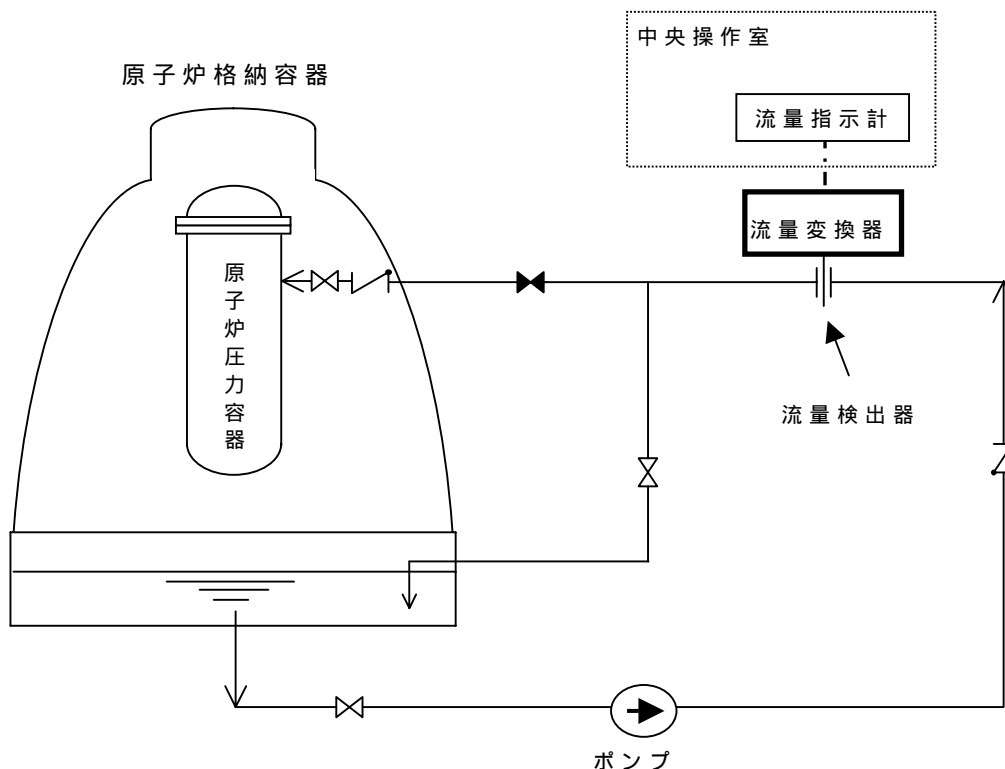 中央操作室
原子炉格納容器
流量指示計
流量変換器
原子炉圧力容器
流量検出器
ポンプ